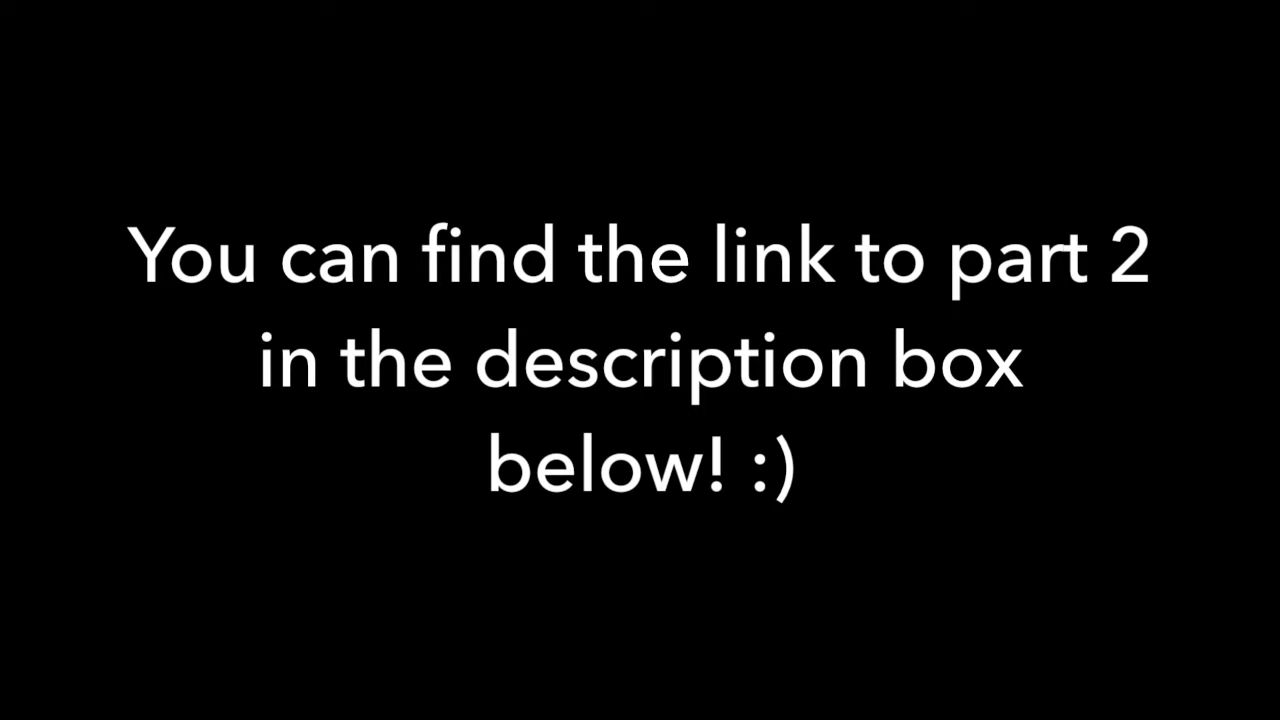 You can find the link to part 2
in the description box
below! :)